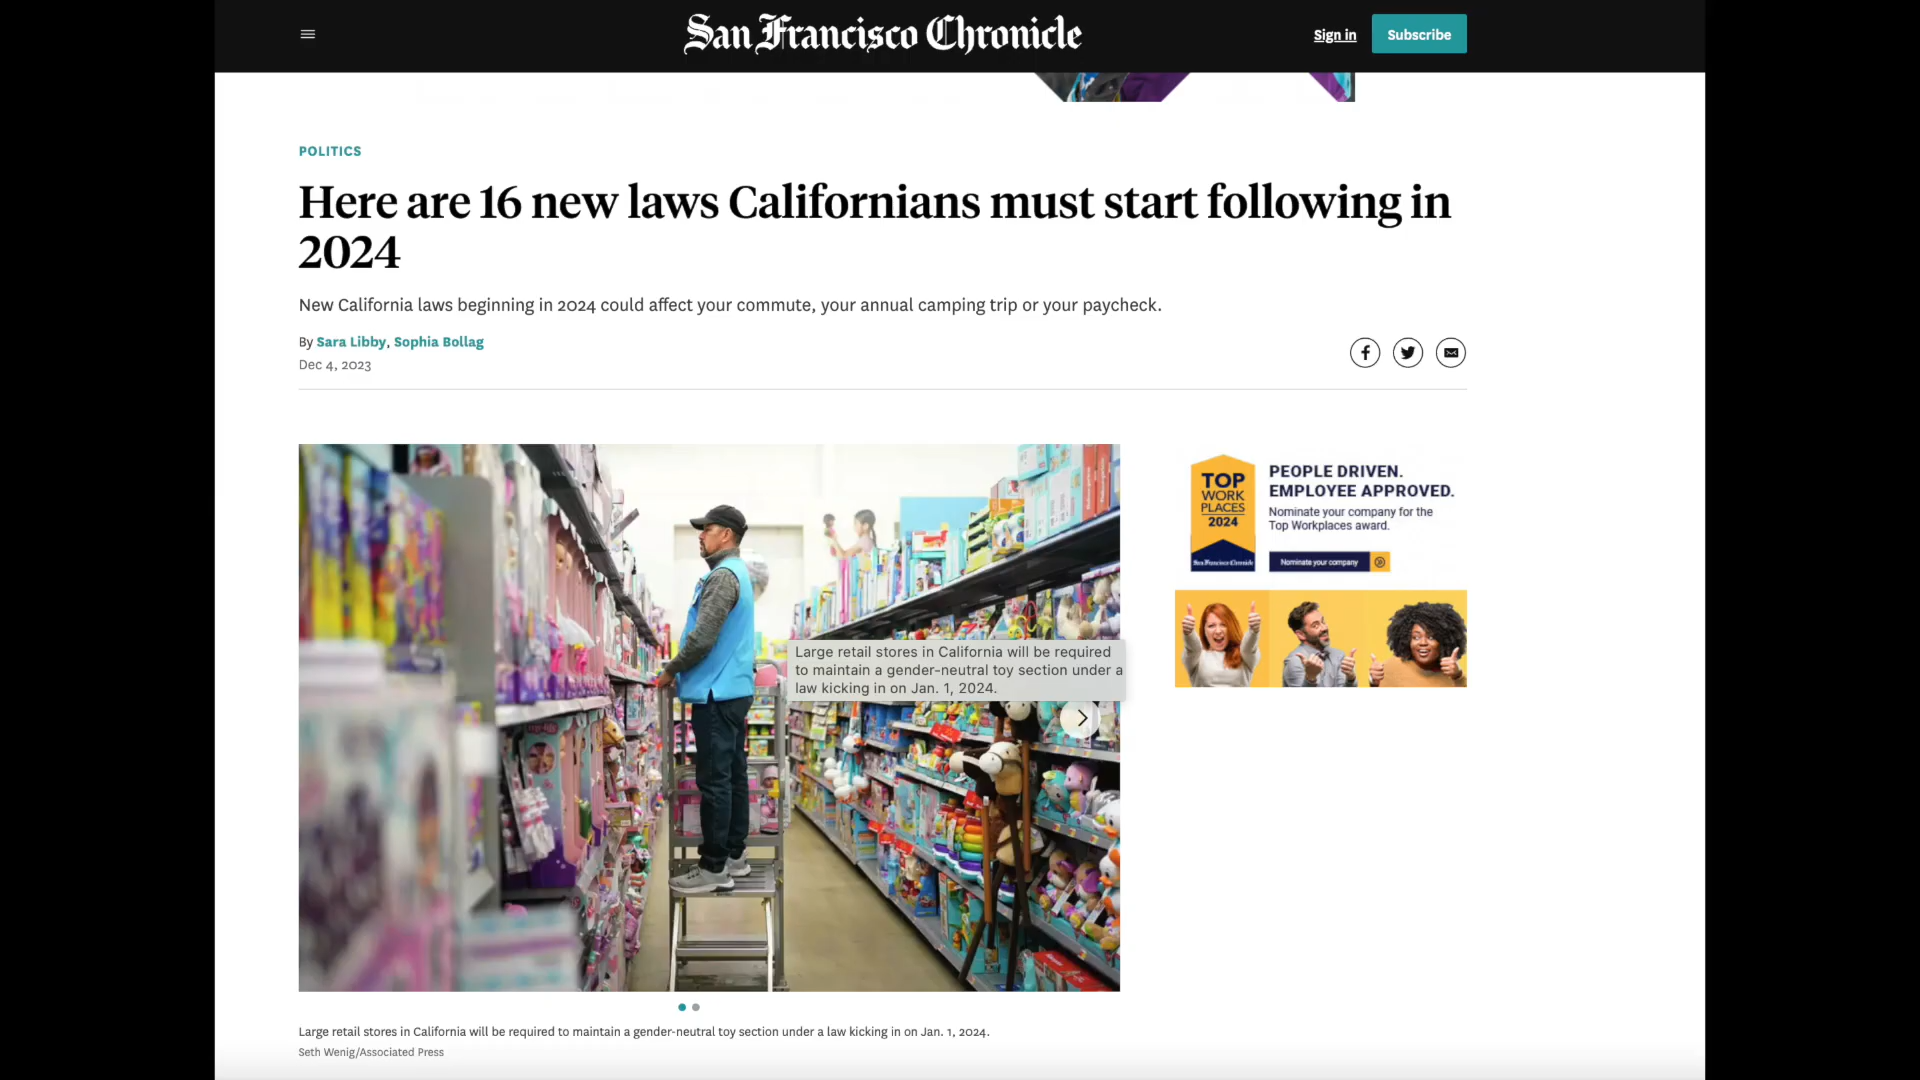 San Francisco Chronicle
Sign in
Subscribe
POLITICS
Here are 16 new laws Californians must start following in
2024
New California laws beginning in 2024 could affect your commute, your annual camping trip or your paycheck.
By Sara Libby, Sophia Bollag
Dec 4, 2023
TOP
WORK
PLACES
2024
San Francisco Chronicle
PEOPLE DRIVEN.
EMPLOYEE APPROVED.
Nominate your company for the
Top Workplaces award.
Nominate your company
Large retail stores in California will be required
to maintain a gender-neutral toy section under a
law kicking in on Jan. 1, 2024.
Large retail stores in California will be required to maintain a gender-neutral toy section under a law kicking in on Jan. 1, 2024.
Seth Wenig/Associated Press